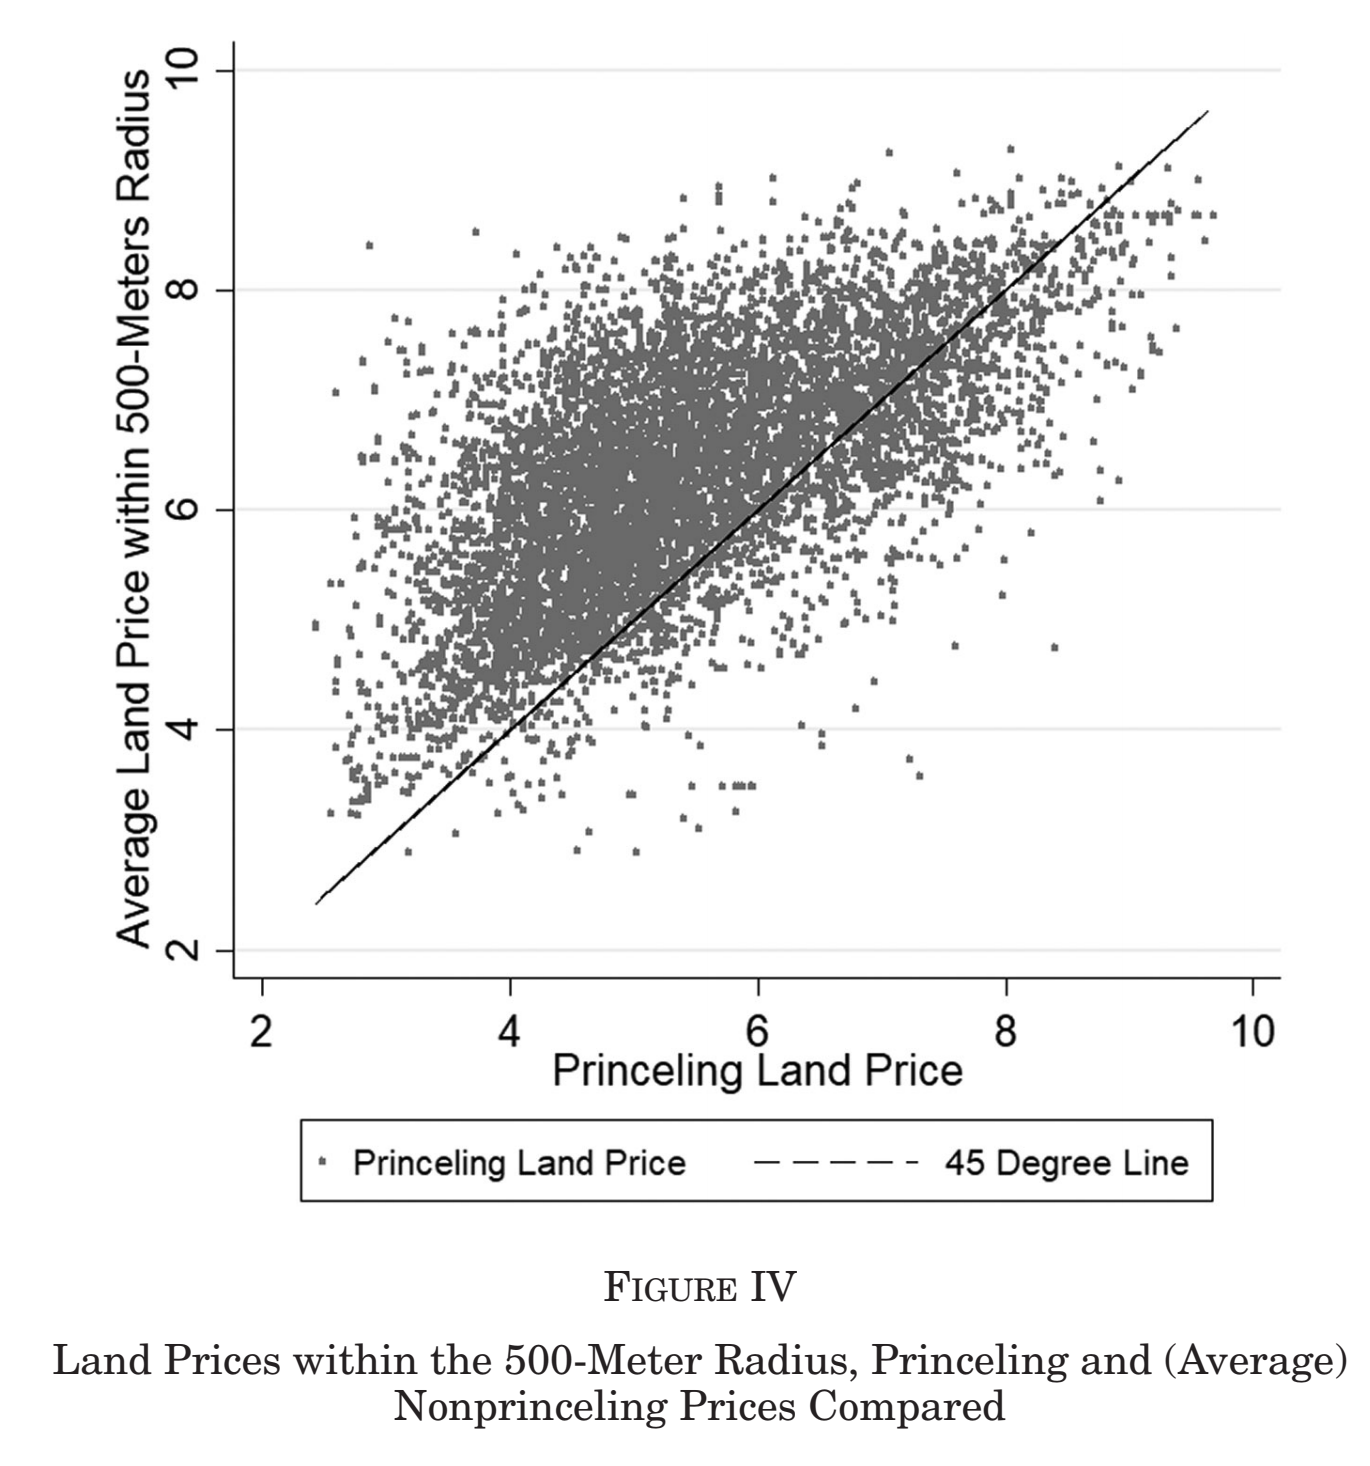 Average Land Price within 500-Meters Radius
10
8
6
4
2
2 4 6 8 10
Princeling Land Price
Princeling Land Price 45 Degree Line
FIGURE IV
Land Prices within the 500-Meter Radius, Princeling and (Average)
Nonprinceling Prices Compared